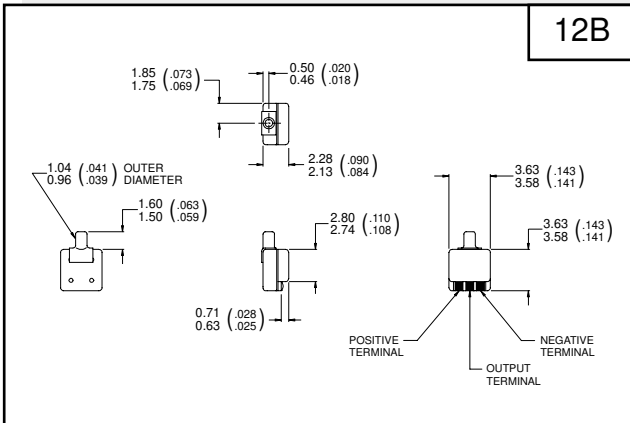 12B
1.85 (.073
1.75 (.069)
0.50 (.020
0.46 (.018)
2.28 (.090
2.13 (.084)
1.04 (.041 OUTER
0.96 (.039) DIAMETER
1.60 (.063
1.50 (.059)
2.80 (.110
2.74 (.108)
0.71 (.028
0.63 (.025)
3.63 (.143
3.58 (.141)
3.63 (.143
3.58 (.141)
POSITIVE
TERMINAL
NEGATIVE
TERMINAL
OUTPUT
TERMINAL